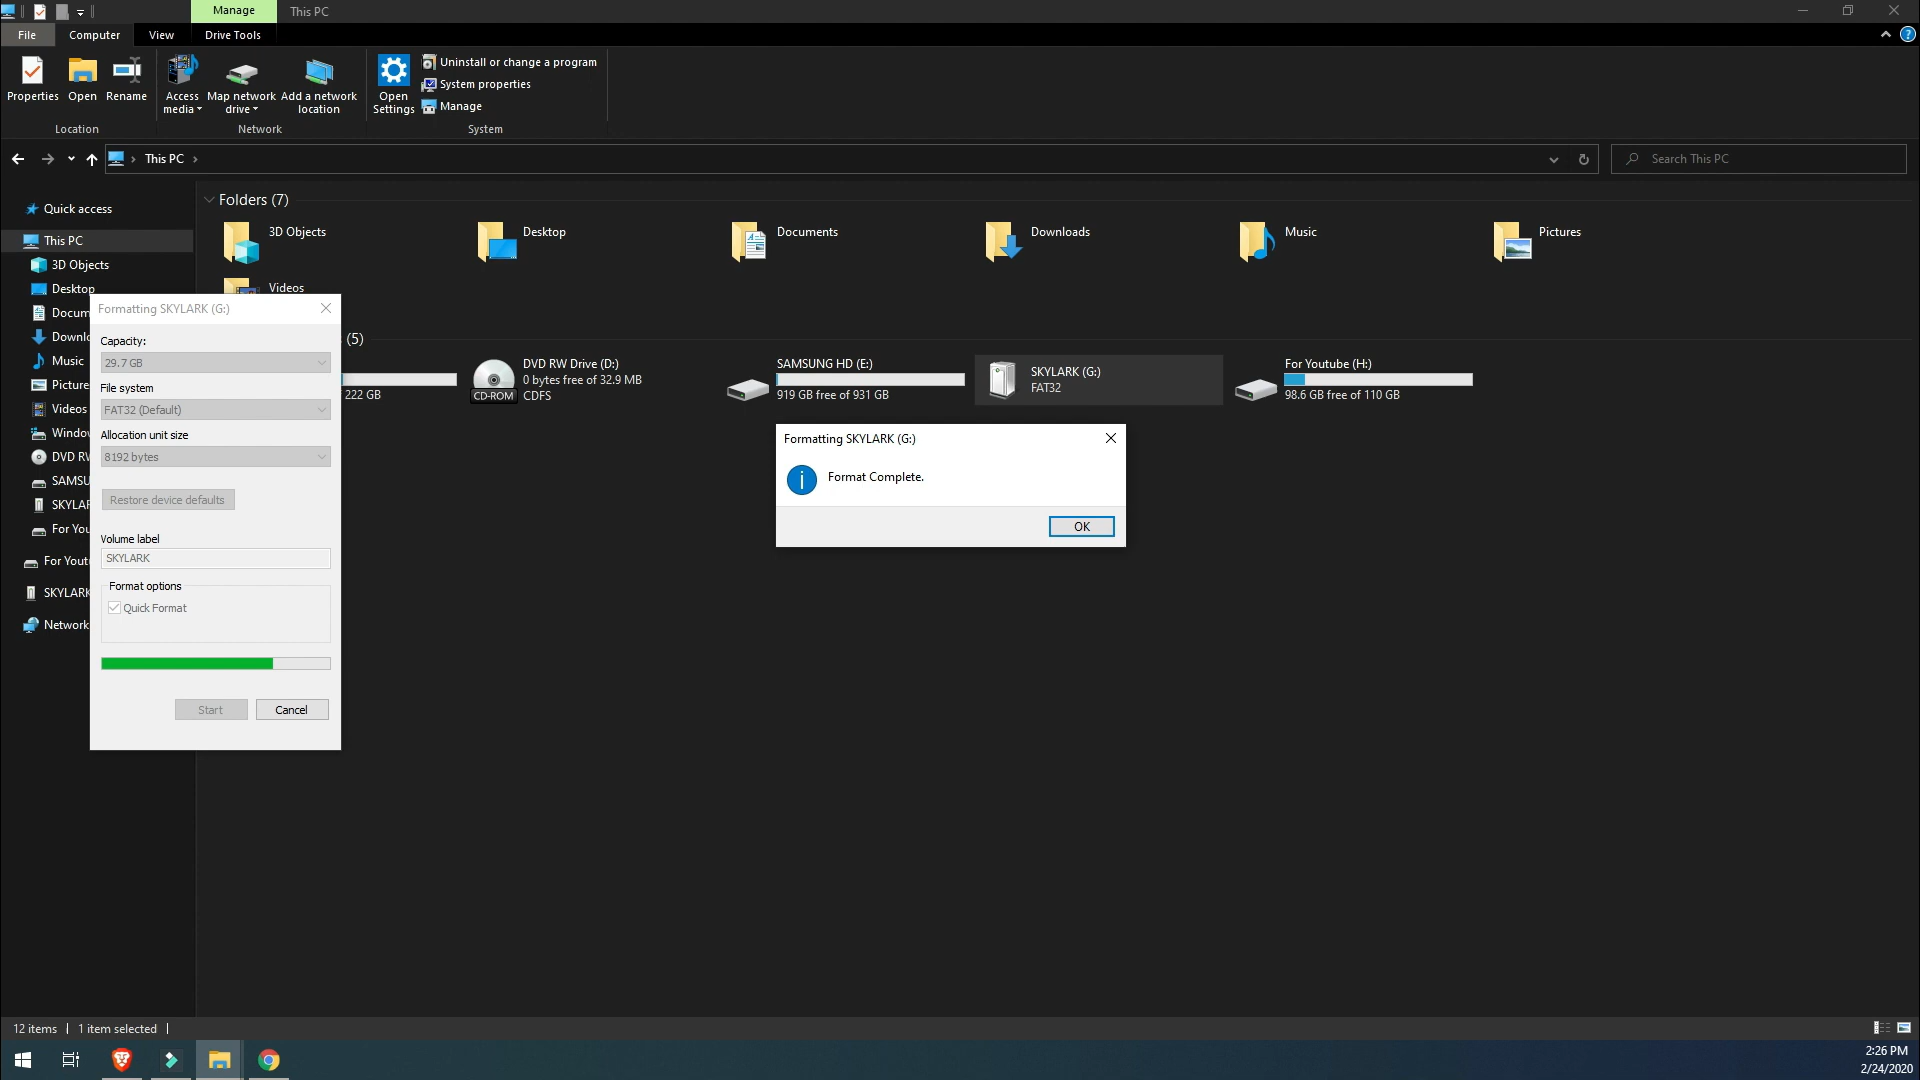 Manage
This PC
File
Computer
View
Drive Tools
Properties
Open
Rename
Access media
Map network drive
Add a network location
Open Settings
Uninstall or change a program
System properties
Manage
Location
Network
System
This PC
Search This PC
Quick access
This PC
3D Objects
Desktop
Docum
Downlo
Music
Picture
Videos
Window
DVD RW
SAMSU
SKYLAR
For You
For Yout
SKYLARK
Network
Folders (7)
3D Objects
Desktop
Documents
Downloads
Music
Pictures
Videos
(5)
222 GB
DVD RW Drive (D:)
0 bytes free of 32.9 MB
CDFS
CD-ROM
SAMSUNG HD (E:)
919 GB free of 931 GB
SKYLARK (G:)
FAT32
For Youtube (H:)
98.6 GB free of 110 GB
Formatting SKYLARK (G:)
Capacity:
29.7 GB
File system
FAT32 (Default)
Allocation unit size
8192 bytes
Restore device defaults
Volume label
SKYLARK
Format options
Quick Format
Start
Cancel
Formatting SKYLARK (G:)
Format Complete.
OK
12 items
1 item selected
2:26 PM
2/24/2020